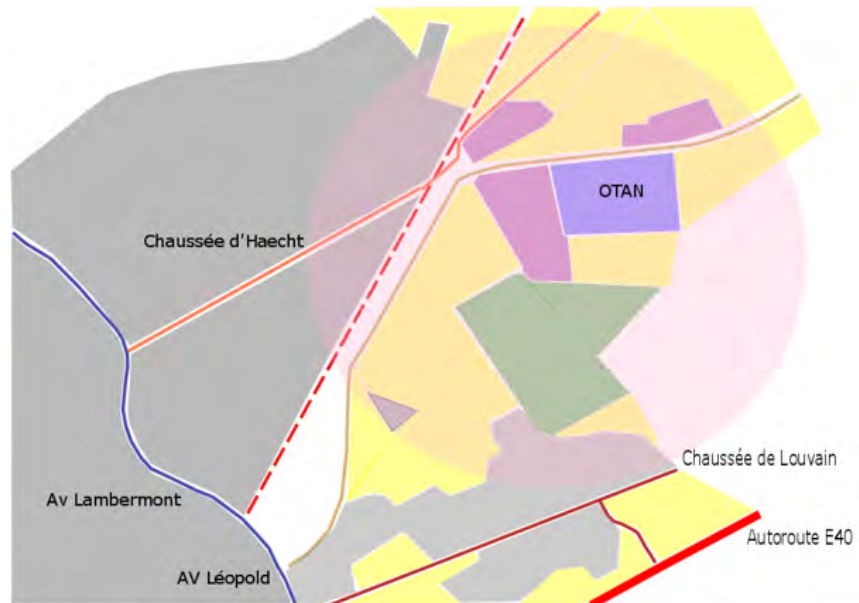 OTAN
Chaussée d'Haecht
Chaussée de Louvain
Av Lambermont
Autoroute E40
AV Léopold